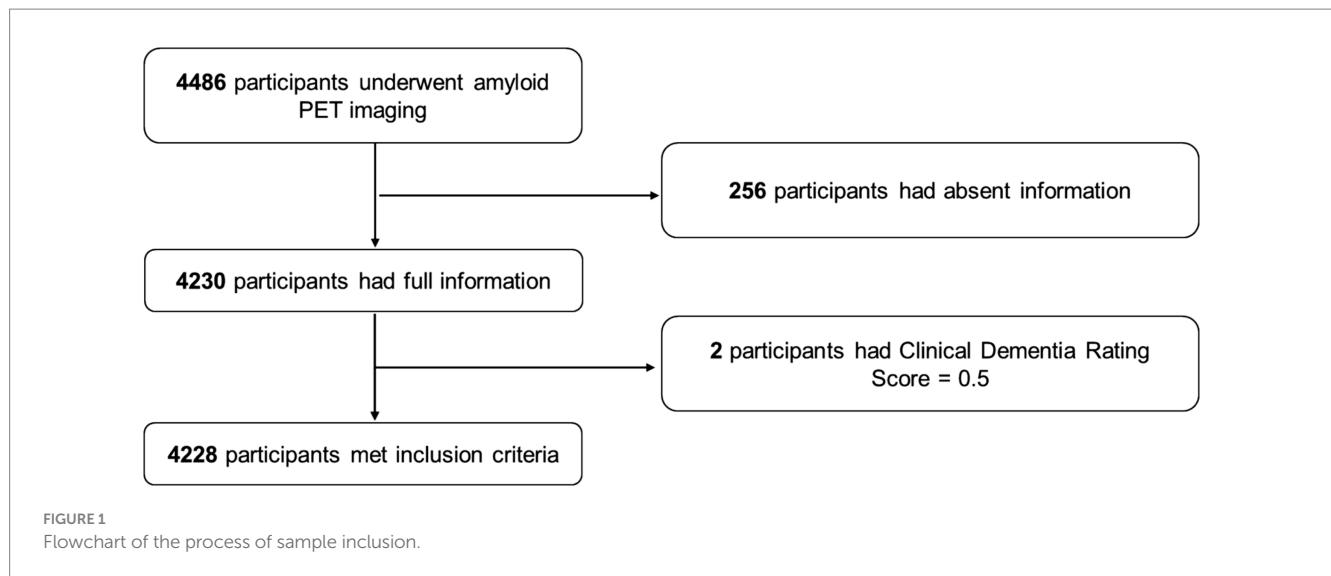 4486 participants underwent amyloid
PET imaging
256 participants had absent information
4230 participants had full information
2 participants had Clinical Dementia Rating
Score = 0.5
4228 participants met inclusion criteria
FIGURE 1
Flowchart of the process of sample inclusion.